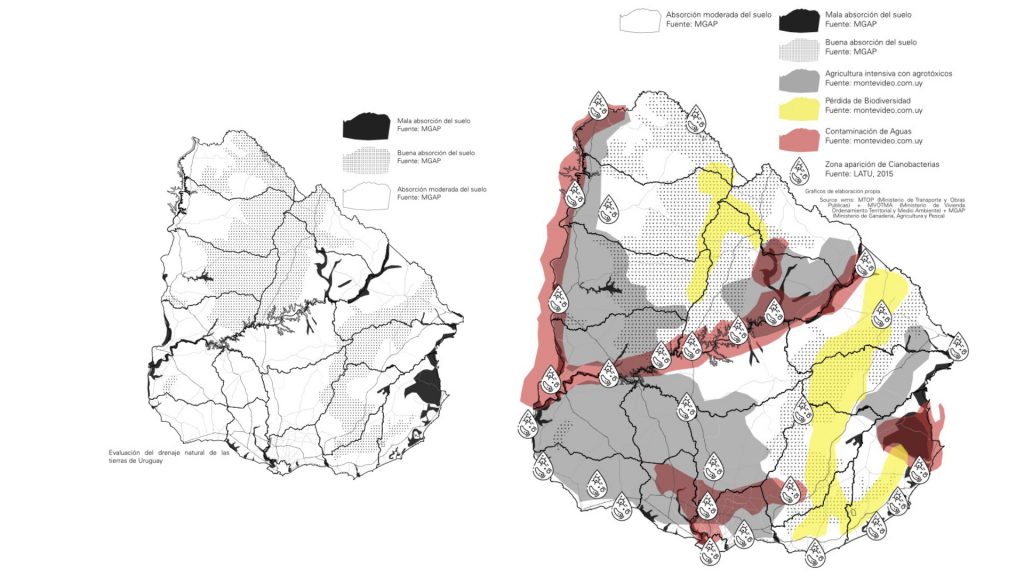 Absorción moderada del suelo
Fuente: MGAP
Mala absorción del suelo
Fuente: MGAP
Buena absorción del suelo
Fuente: MGAP
Agricultura intensiva con agrotóxicos
Fuente: montevideo.com.uy
Pérdida de Biodiversidad
Fuente: montevideo.com.uy
Contaminación de Aguas
Fuente: montevideo.com.uy
Zona aparición de Cianobacterias
Fuente: LATU, 2015
Gráficos de elaboración propia.
Source wms: MTOP (Ministerio de Transporte y Obras
Públicas) + MVOTMA (Ministerio de Vivienda
Ordenamiento Territorial y Medio Ambiente) + MGAP
(Ministerio de Ganadería, Agricultura y Pesca)
Mala absorción del suelo
Fuente: MGAP
Buena absorción del suelo
Fuente: MGAP
Absorción moderada del suelo
Fuente: MGAP
Evaluación del drenaje natural de las
tierras de Uruguay